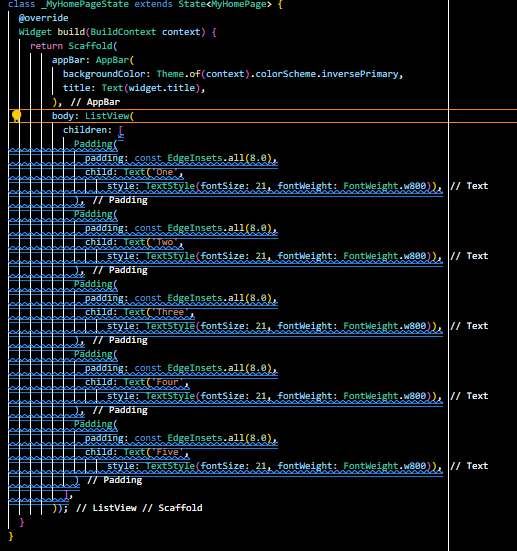 class _MyHomePageState extends State<MyHomePage> {
@override
Widget build(BuildContext context) {
return Scaffold(
appBar: AppBar(
backgroundColor: Theme.of(context).colorScheme.inversePrimary,
title: Text(widget.title),
), // AppBar
body: ListView(
children: [
Padding(
padding: const EdgeInsets.all(8.0),
child: Text('One',
style: TextStyle(fontSize: 21, fontWeight: FontWeight.w800)), // Text
), // Padding
Padding(
padding: const EdgeInsets.all(8.0),
child: Text('Two',
style: TextStyle(fontSize: 21, fontWeight: FontWeight.w800)), // Text
), // Padding
Padding(
padding: const EdgeInsets.all(8.0),
child: Text('Three',
style: TextStyle(fontSize: 21, fontWeight: FontWeight.w800)), // Text
), // Padding
Padding(
padding: const EdgeInsets.all(8.0),
child: Text('Four',
style: TextStyle(fontSize: 21, fontWeight: FontWeight.w800)), // Text
), // Padding
Padding(
padding: const EdgeInsets.all(8.0),
child: Text('Five',
style: TextStyle(fontSize: 21, fontWeight: FontWeight.w800)), // Text
) // Padding
],
)); // ListView // Scaffold
}
}